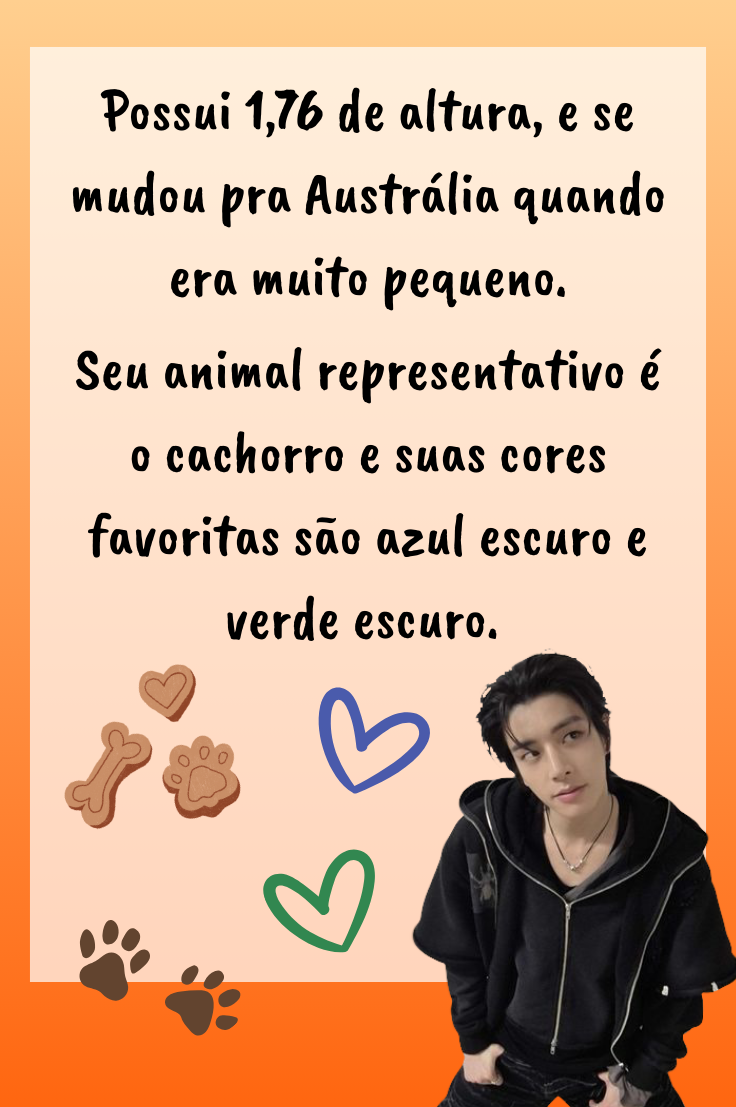 Possui 1,76 de altura, e se
mudou pra Austrália quando
era muito pequeno.
Seu animal representativo é
o cachorro e suas cores
favoritas são azul escuro e
verde escuro.